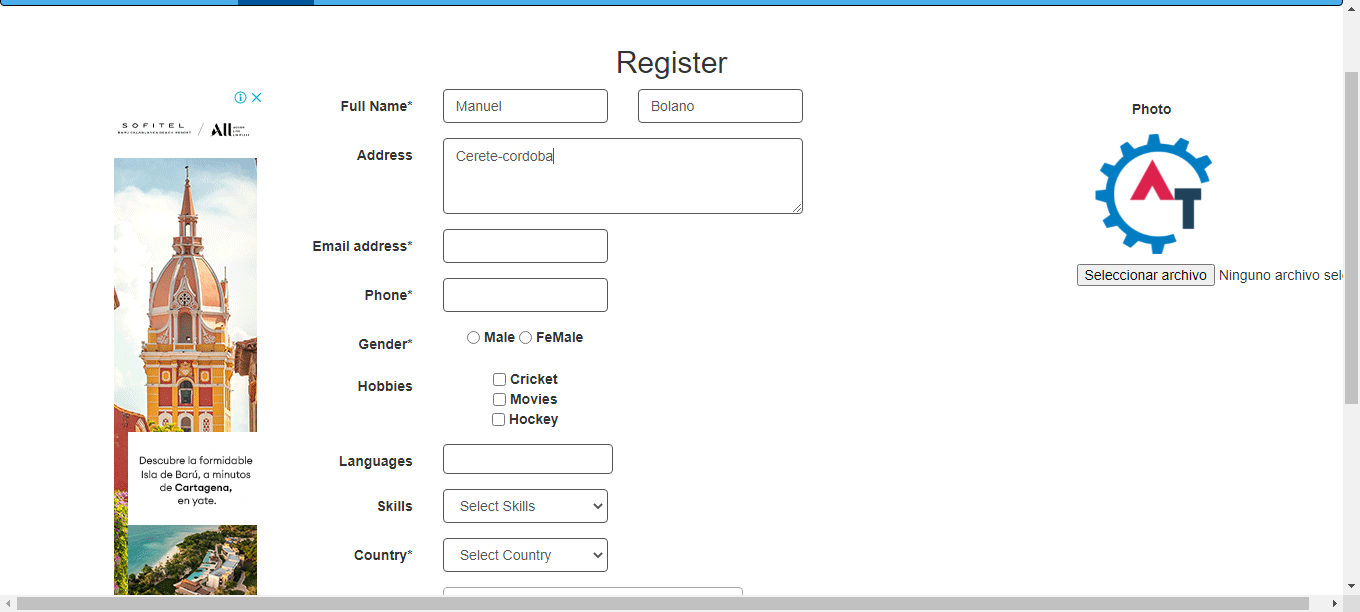 Register
Full Name*
Manuel
Bolano
Photo
Address
Cerete-cordoba
Email address*
Phone*
Gender*
Male
FeMale
Hobbies
Cricket
Movies
Hockey
Languages
Skills
Select Skills
Country*
Select Country
Seleccionar archivo
Ninguno archivo sel
SOFITEL
ALL
Descubre la formidable
Isla de Barú, a minutos
de Cartagena,
en yate.
AT